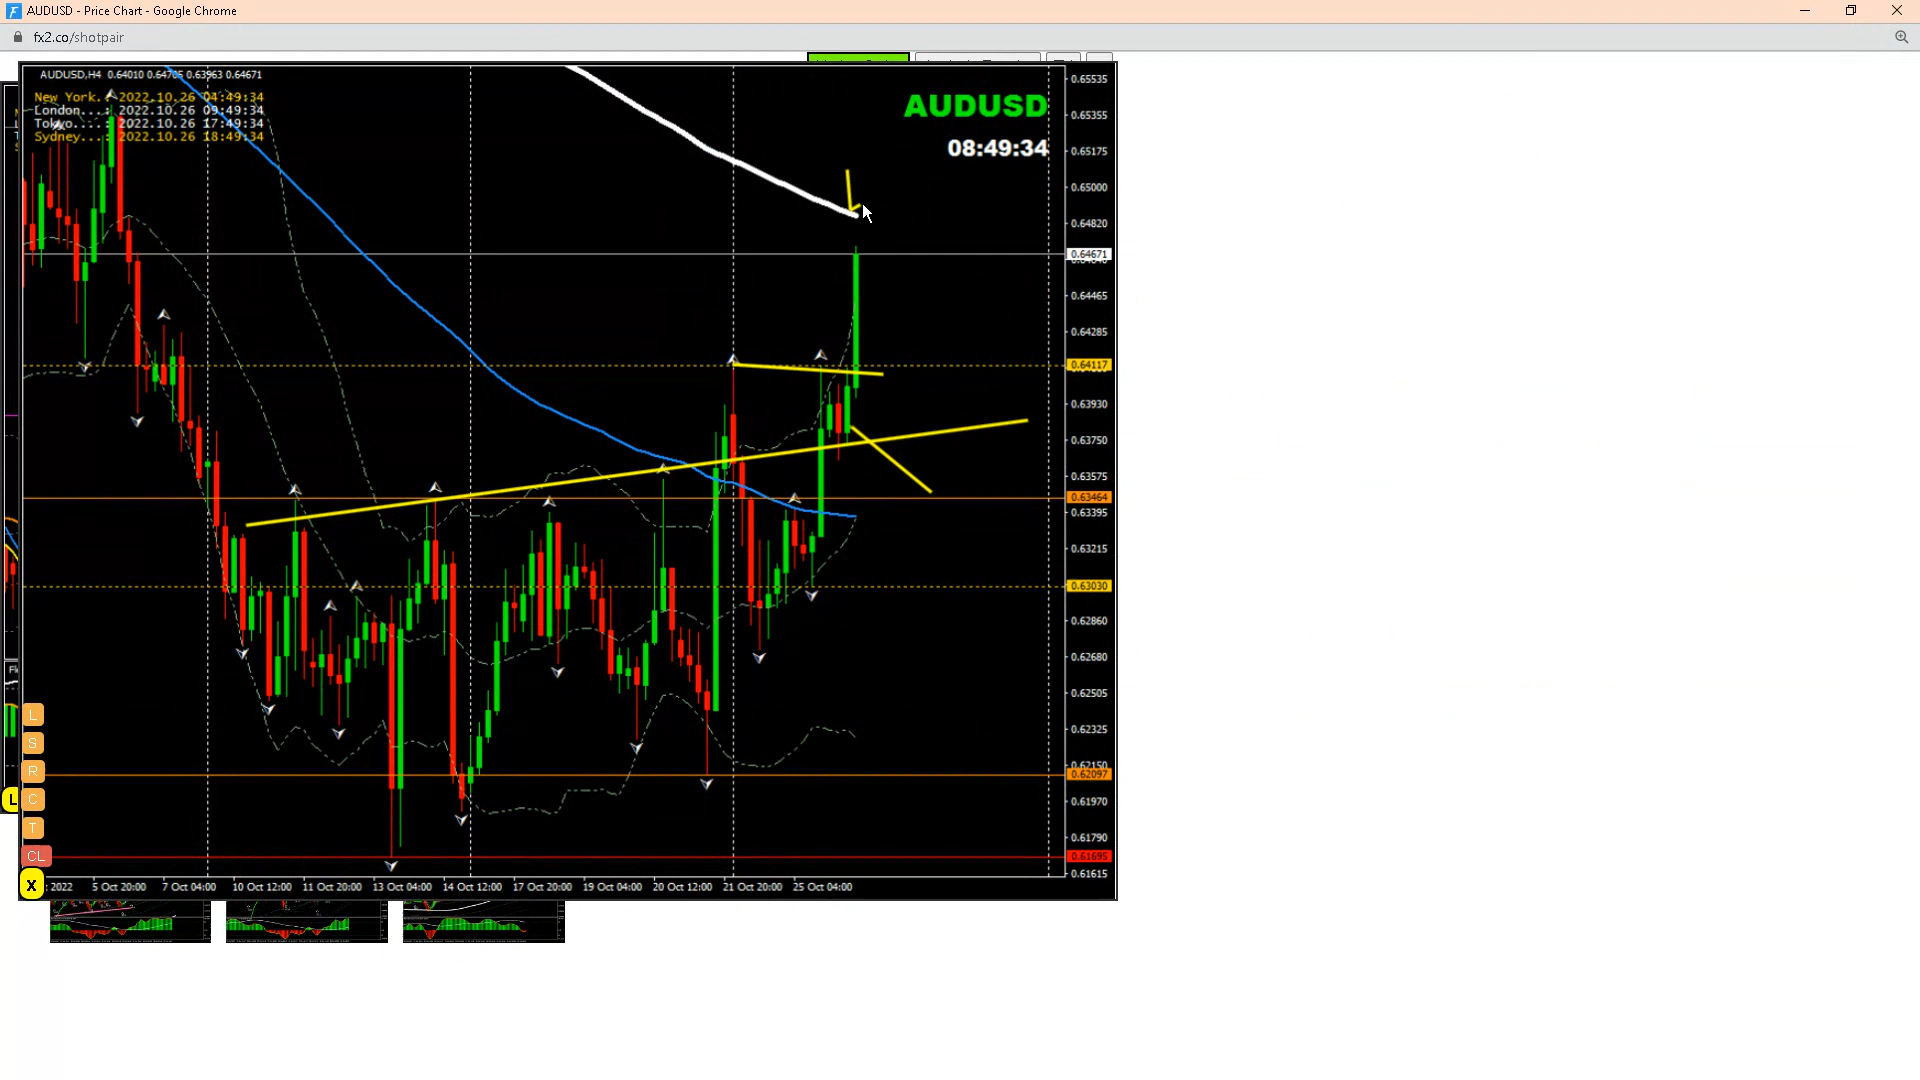 AUDUSD - Price Chart - Google Chrome
fx2.co/shotpair
AUDUSD,H4 0.64010 0.64705 0.63963 0.64671
New York.: 2022.10.26 04:49:34
London...: 2022.10.26 09:49:34
Tokyo....: 2022.10.26 17:49:34
Sydney...: 2022.10.26 18:49:34
AUDUSD
08:49:34
0.65535
0.65355
0.65175
0.65000
0.64820
0.64671
0.64465
0.64285
0.64117
0.63930
0.63750
0.63575
0.63464
0.63395
0.63215
0.63030
0.62860
0.62680
0.62505
0.62325
0.62150
0.62097
0.61970
0.61790
0.61695
0.61615
L
S
R
L
C
T
CL
X
2022 5 Oct 20:00 7 Oct 04:00 10 Oct 12:00 11 Oct 20:00 13 Oct 04:00 14 Oct 12:00 17 Oct 20:00 19 Oct 04:00 20 Oct 12:00 21 Oct 20:00 25 Oct 04:00